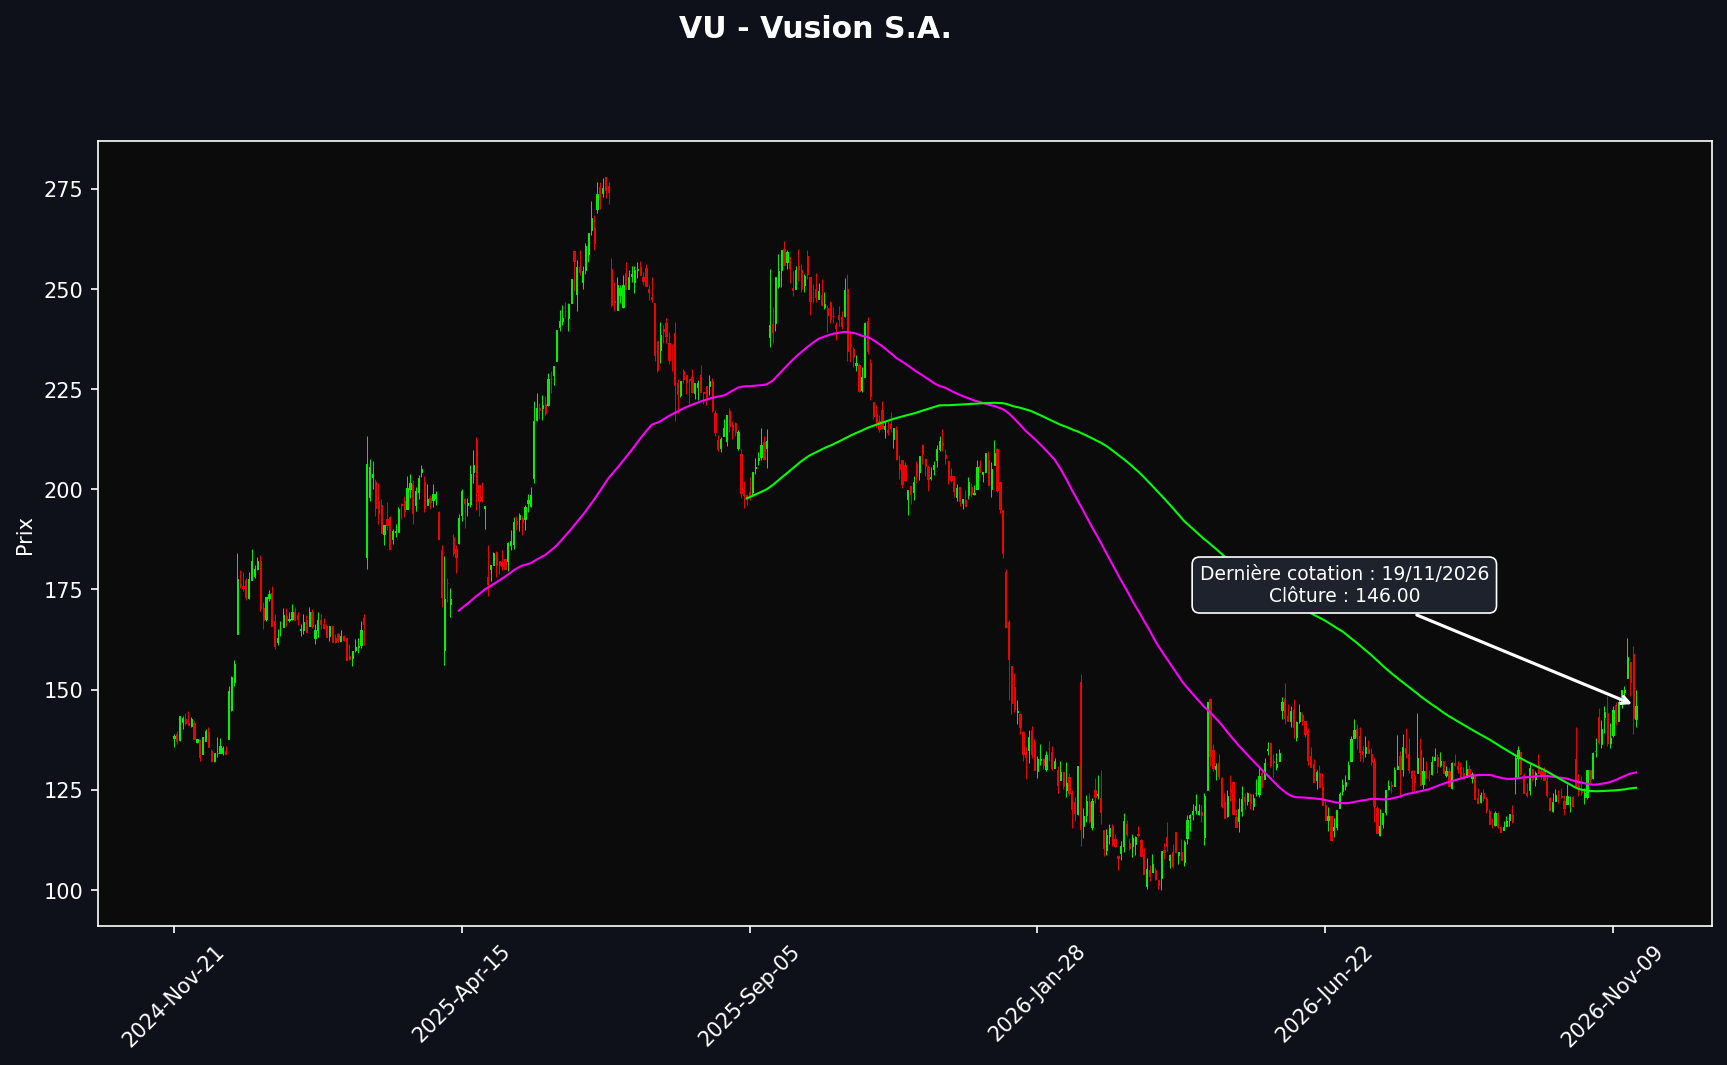 VU - Vusion S.A.
Prix
275
250
225
200
175
150
125
100
Dernière cotation : 19/11/2026
Clôture : 146.00
2024-Nov-21
2025-Apr-15
2025-Sep-05
2026-Jan-28
2026-Jun-22
2026-Nov-09